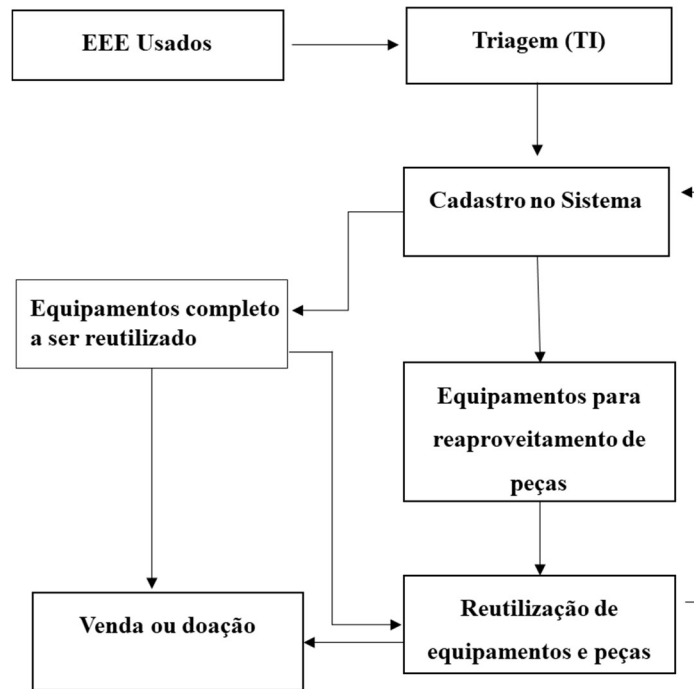 EEE Usados
Triagem (TI)
Cadastro no Sistema
Equipamentos completo
a ser reutilizado
Equipamentos para
reaproveitamento de
peças
Venda ou doação
Reutilização de
equipamentos e peças